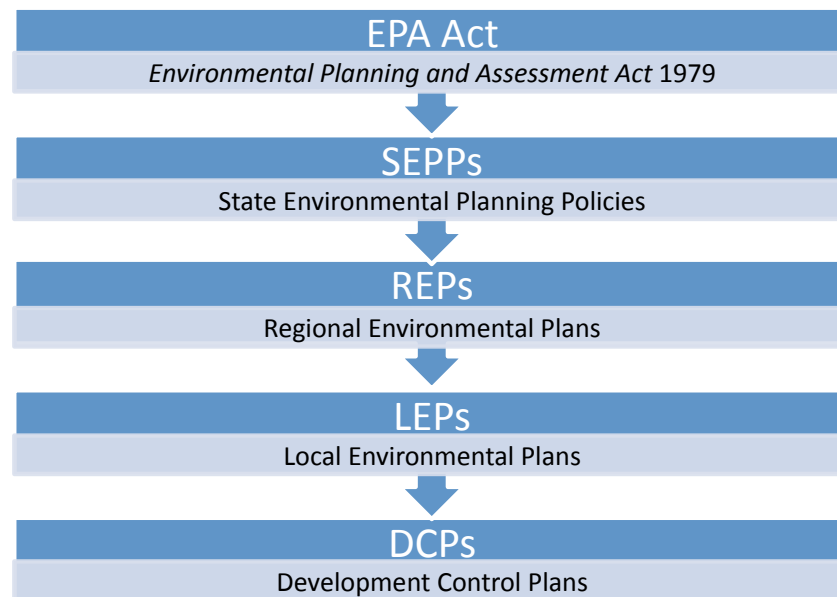 EPA Act
Environmental Planning and Assessment Act 1979
SEPPs
State Environmental Planning Policies
REPs
Regional Environmental Plans
LEPs
Local Environmental Plans
DCPs
Development Control Plans